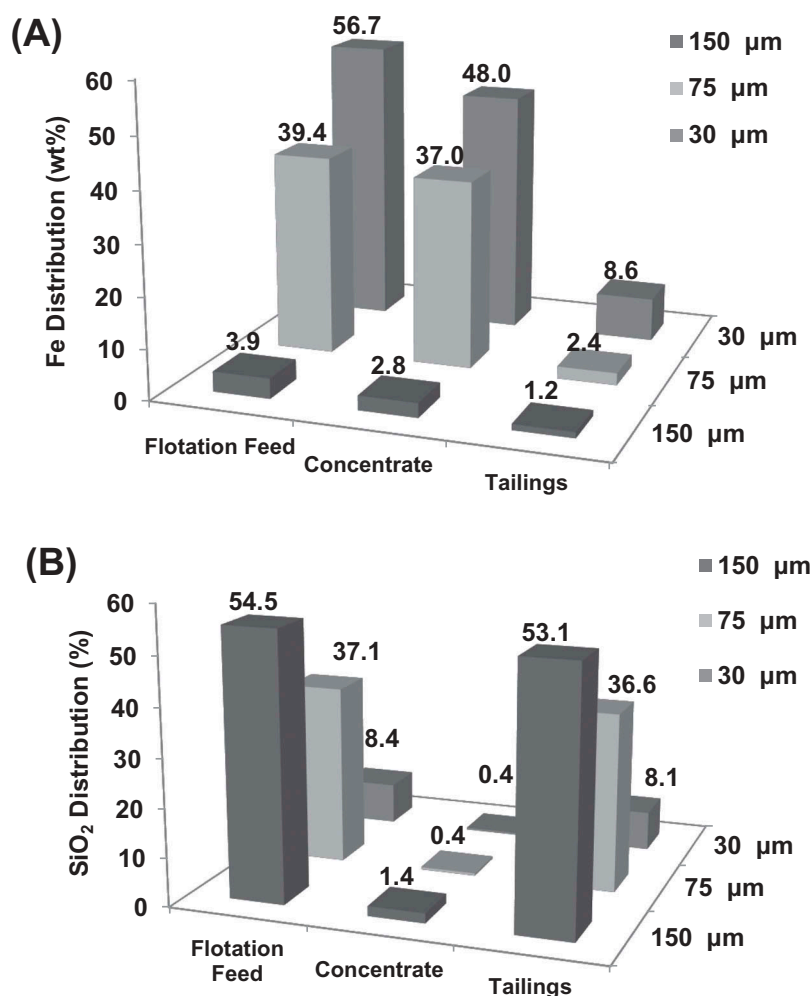 (A)
56.7
150 µm
48.0
75 µm
60
39.4
30 µm
50
37.0
40
30
20
8.6
10
3.9
2.4
30 µm
2.8
75 µm
0
1.2
150 µm
Flotation Feed
Concentrate
Tailings
Fe Distribution (wt%)
(B)
150 µm
60
54.5
53.1
75 µm
50
37.1
36.6
30 µm
40
30
8.4
0.4
8.1
20
0.4
30 µm
10
1.4
75 µm
0
150 µm
Flotation
Feed
Concentrate
Tailings
SiO₂ Distribution (%)